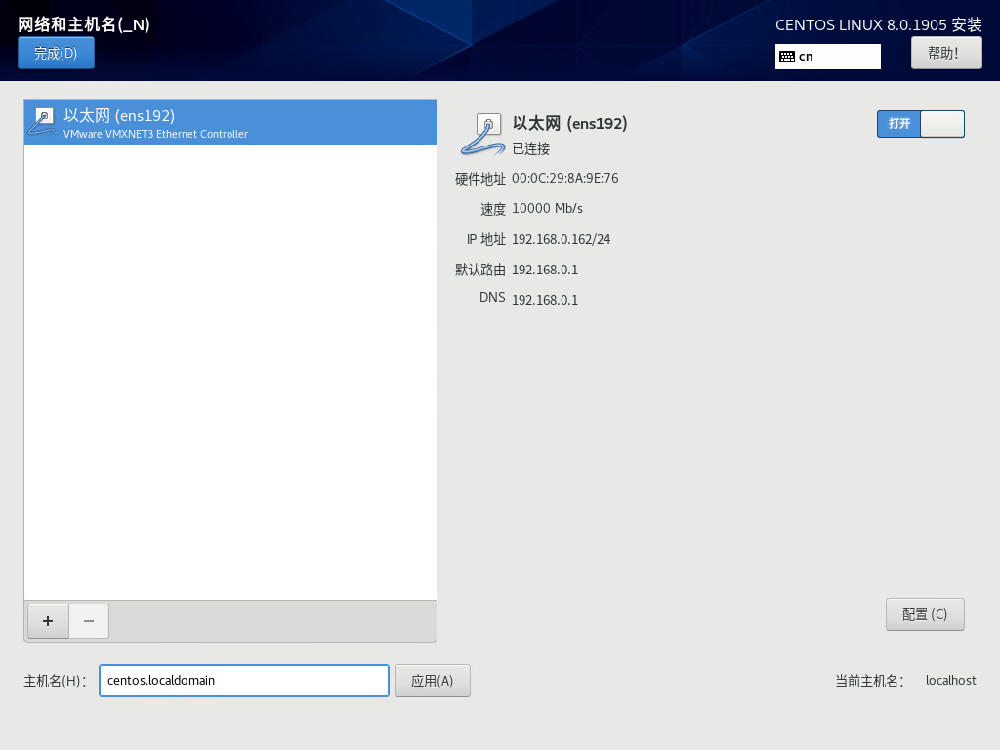 网络和主机名(_N)
CENTOS LINUX 8.0.1905 安装
完成(D)
cn
帮助!
以太网 (ens192)
VMware VMXNET3 Ethernet Controller
以太网 (ens192)
已连接
打开
硬件地址 00:0C:29:8A:9E:76
速度 10000 Mb/s
IP 地址 192.168.0.162/24
默认路由 192.168.0.1
DNS 192.168.0.1
+ −
配置 (C)
主机名(H): centos.localdomain 应用(A)
当前主机名: localhost